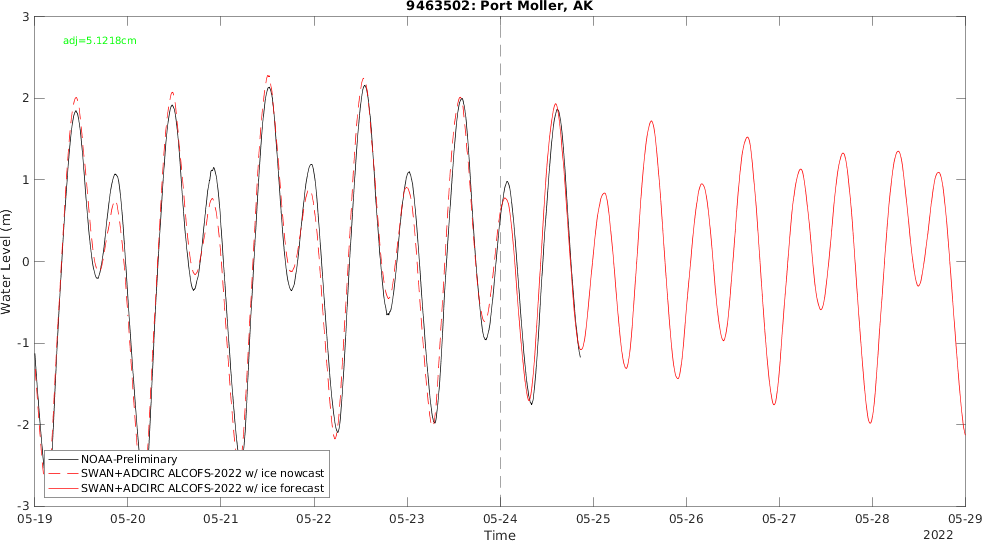 9463502: Port Moller, AK
adj=5.1218cm
3
2
1
0
-1
-2
-3
Water Level (m)
NOAA-Preliminary
SWAN+ADCIRC ALCOFS-2022 w/ ice nowcast
SWAN+ADCIRC ALCOFS-2022 w/ ice forecast
05-19 05-20 05-21 05-22 05-23 05-24 05-25 05-26 05-27 05-28 05-29
Time
2022